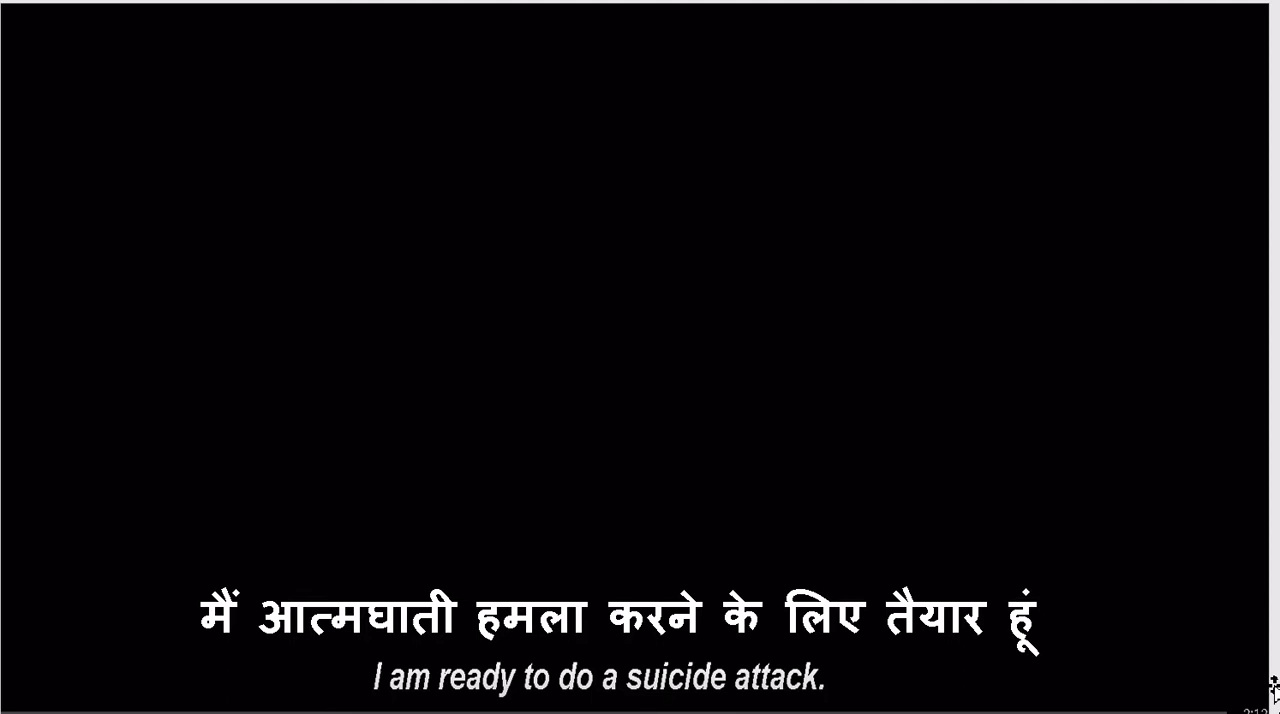 मैं आत्मघाती हमला करने के लिए तैयार हूं
I am ready to do a suicide attack.